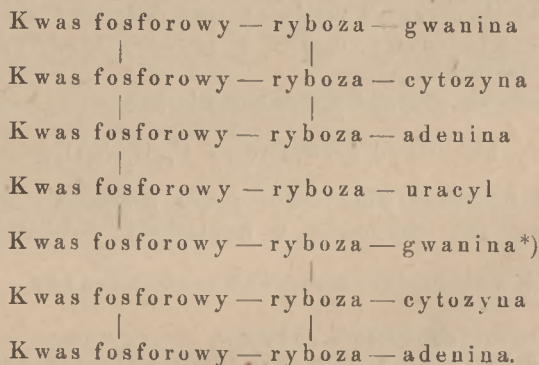 Kwas fosforowy — ryboza — gwanina
Kwas fosforowy — ryboza — cytozyna
Kwas fosforowy — ryboza — adenina
Kwas fosforowy — ryboza — uracyl
Kwas fosforowy — ryboza — gwanina*)
Kwas fosforowy — ryboza — cytozyna
Kwas fosforowy — ryboza — adenina.